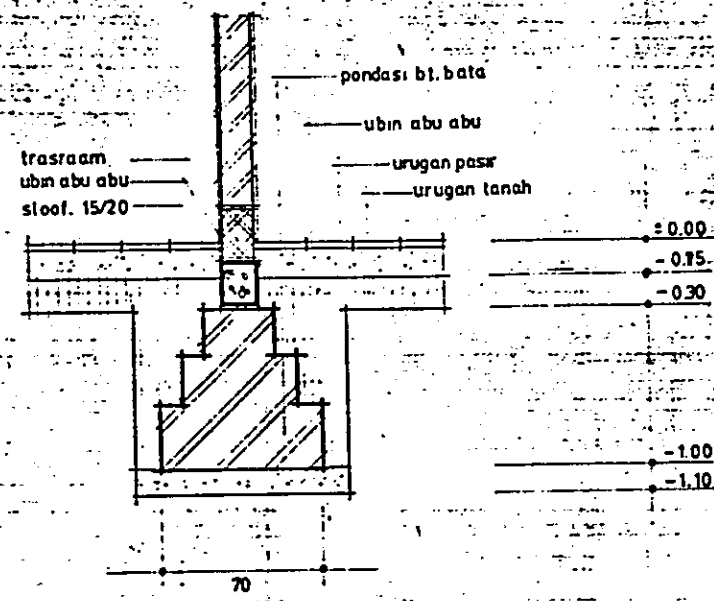 pondasi bt. bata
ubin abu abu
urugan pasir
urugan tanah
trasraam
ubin abu abu
sloof. 15/20
± 0.00
- 0.15
- 0.30
- 1.00
- 1.10
70